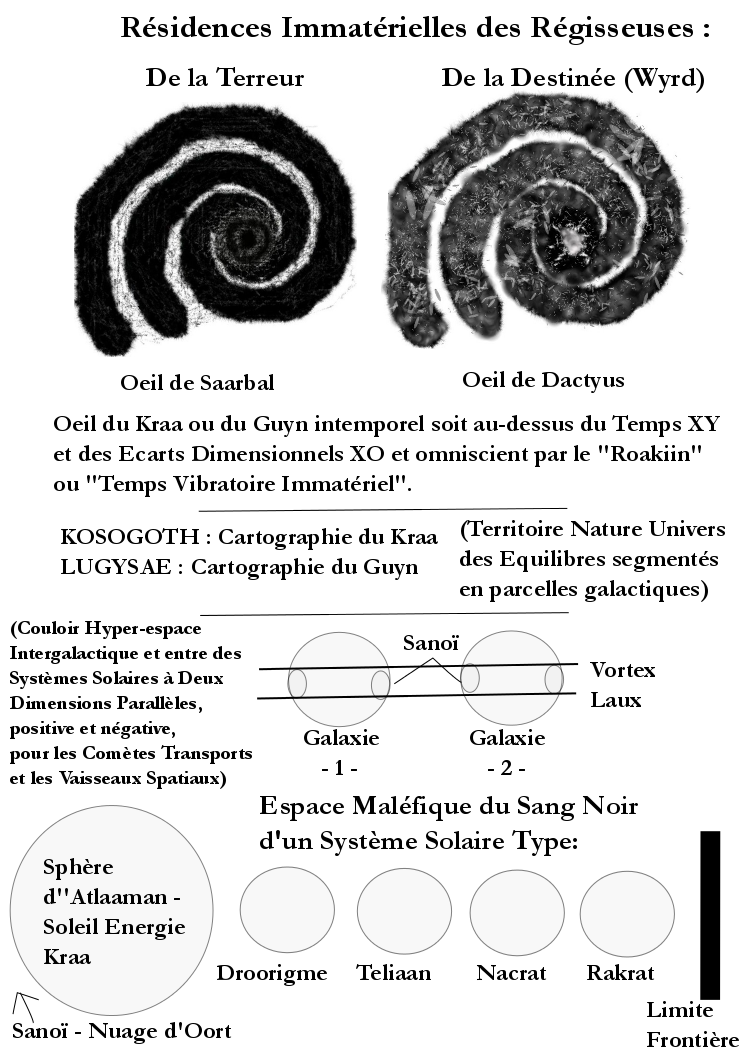 Résidences Immatérielles des Régisseuses :
De la Terreur
De la Destinée (Wyrd)
Oeil de Saarbal
Oeil de Dactyus
Oeil du Kraa ou du Guyn intemporel soit au-dessus du Temps XY
et des Ecarts Dimensionnels XO et omniscient par le "Roakiin"
ou "Temps Vibratoire Immatériel".
KOSOGOTH : Cartographie du Kraa
LUGYSAE : Cartographie du Guyn
(Territoire Nature Univers
des Equilibres segmentés
en parcelles galactiques)
(Couloir Hyper-espace
Intergalactique et entre des
Systèmes Solaires à Deux
Dimensions Parallèles,
positive et négative,
pour les Comètes Transports
et les Vaisseaux Spatiaux)
Sanoï
Vortex
Laux
Galaxie
- 1 -
Galaxie
- 2 -
Espace Maléfique du Sang Noir
d'un Système Solaire Type:
Sphère
d''Atlaaman -
Soleil Energie
Kraa
Droorigme
Teliaan
Nacrat
Rakrat
Sanoï - Nuage d'Oort
Limite
Frontière